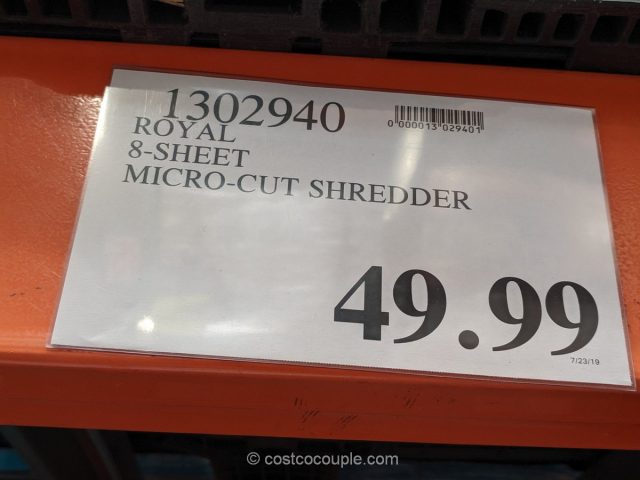 1302940
0 000013 029401
ROYAL
8-SHEET
MICRO-CUT SHREDDER
49.99
7/23/19
© costcocouple.com